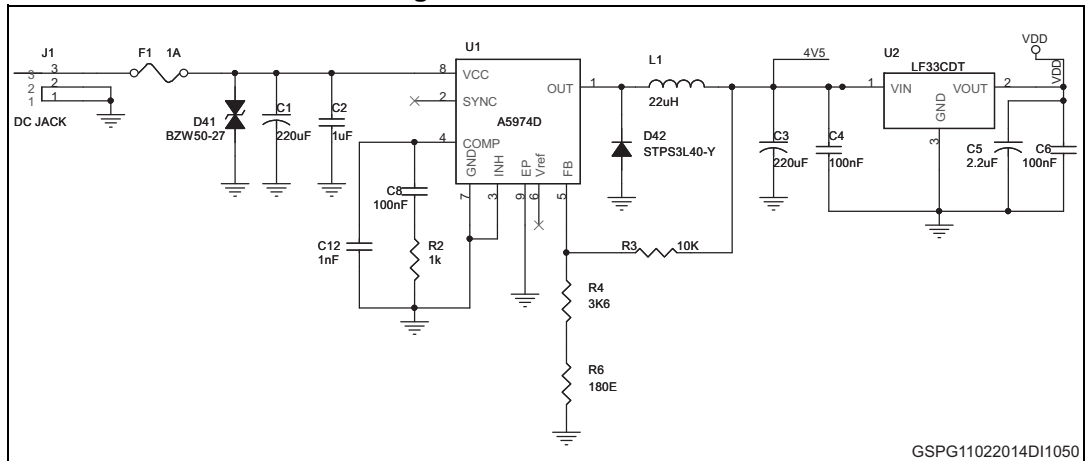 J1
3
3
2
2
1
1
DC JACK
F1 1A
D41
BZW50-27
C1
220uF
C2
1uF
U1
8
VCC
2
SYNC
4
COMP
OUT
1
A5974D
GND
INH
EP
Vref
FB
7
3
9
6
5
C8
100nF
C12
1nF
R2
1k
L1
22uH
D42
STPS3L40-Y
R3
10K
R4
3K6
R6
180E
4V5
C3
220uF
C4
100nF
U2
LF33CDT
1
VIN
VOUT
2
GND
3
VDD
VDD
C5
2.2uF
C6
100nF
GSPG11022014DI1050